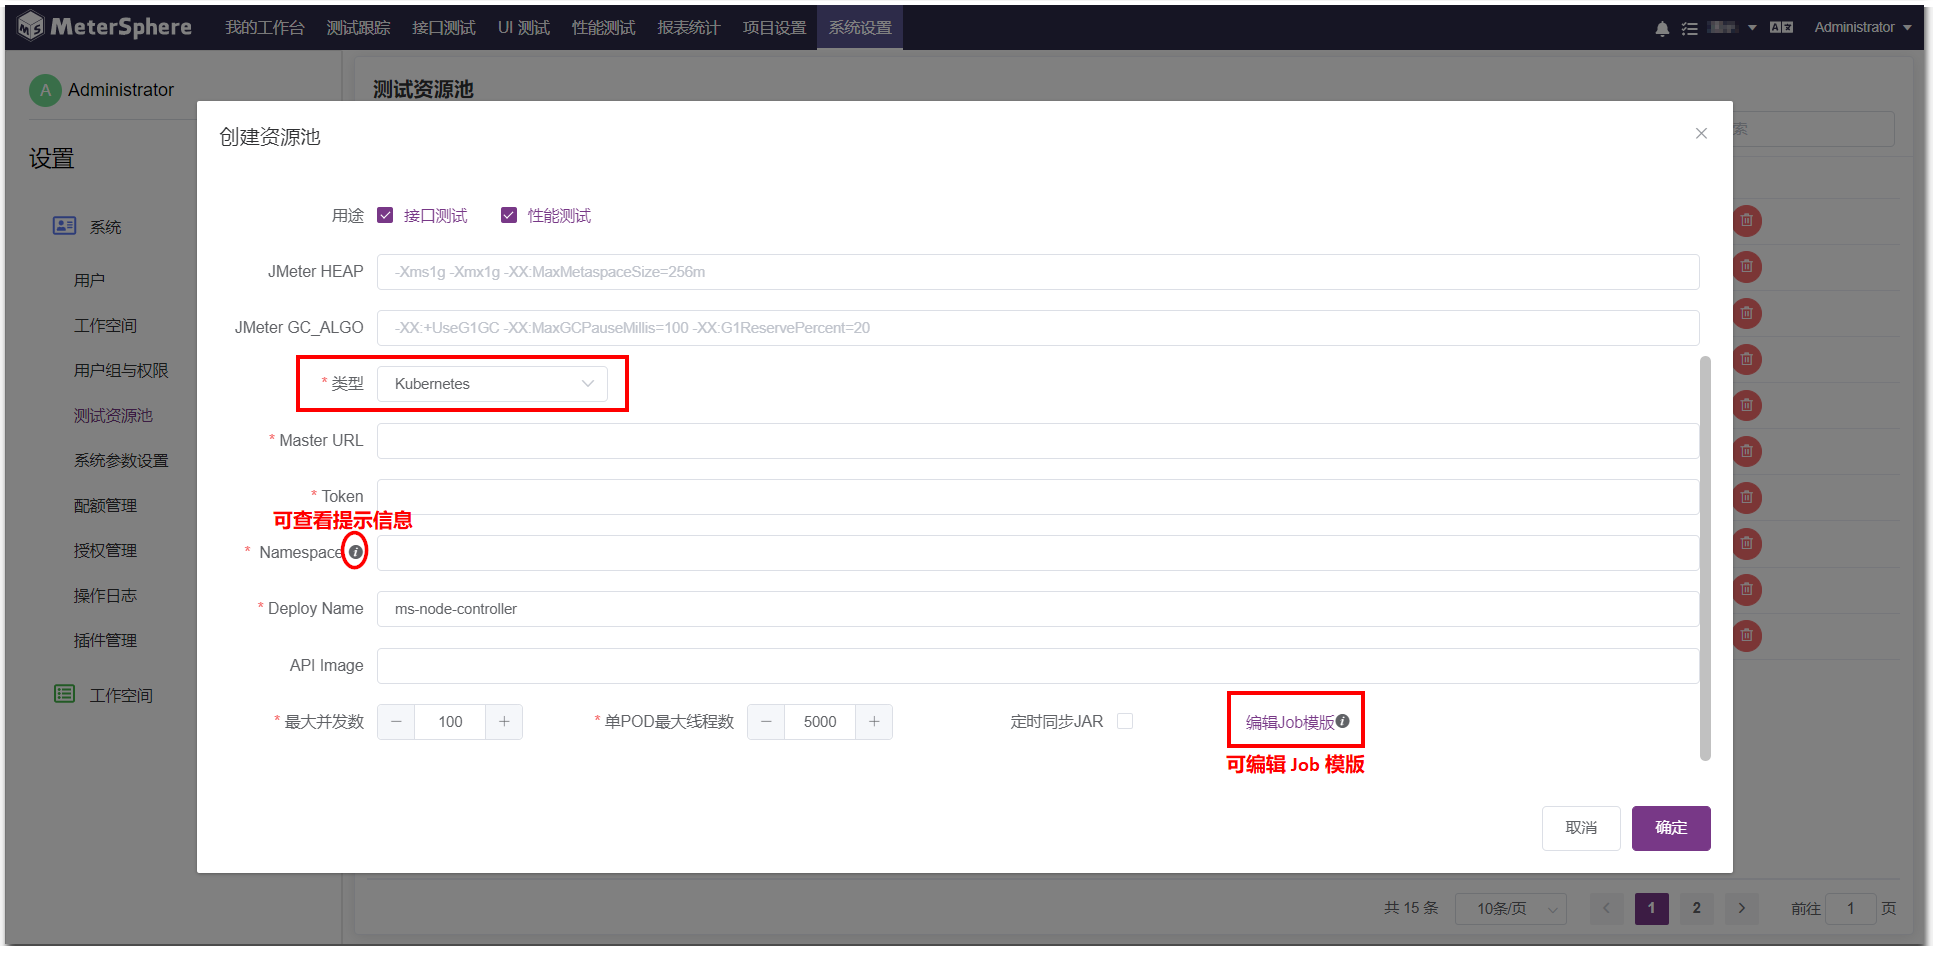 MeterSphere
我的工作台 测试跟踪 接口测试 UI 测试 性能测试 报表统计 项目设置 系统设置
Administrator
A Administrator
测试资源池
设置
系统
用户
工作空间
用户组与权限
测试资源池
系统参数设置
配额管理
授权管理
操作日志
插件管理
工作空间
索
创建资源池
用途 接口测试 性能测试
JMeter HEAP -Xms1g -Xmx1g -XX:MaxMetaspaceSize=256m
JMeter GC_ALGO -XX:+UseG1GC -XX:MaxGCPauseMillis=100 -XX:G1ReservePercent=20
* 类型 Kubernetes
* Master URL
* Token
可查看提示信息
* Namespace
* Deploy Name ms-node-controller
API Image
* 最大并发数 − 100 + * 单POD最大线程数 − 5000 + 定时同步JAR 编辑Job模版
可编辑 Job 模版
取消 确定
共 15 条 10条/页 < 1 2 > 前往 1 页